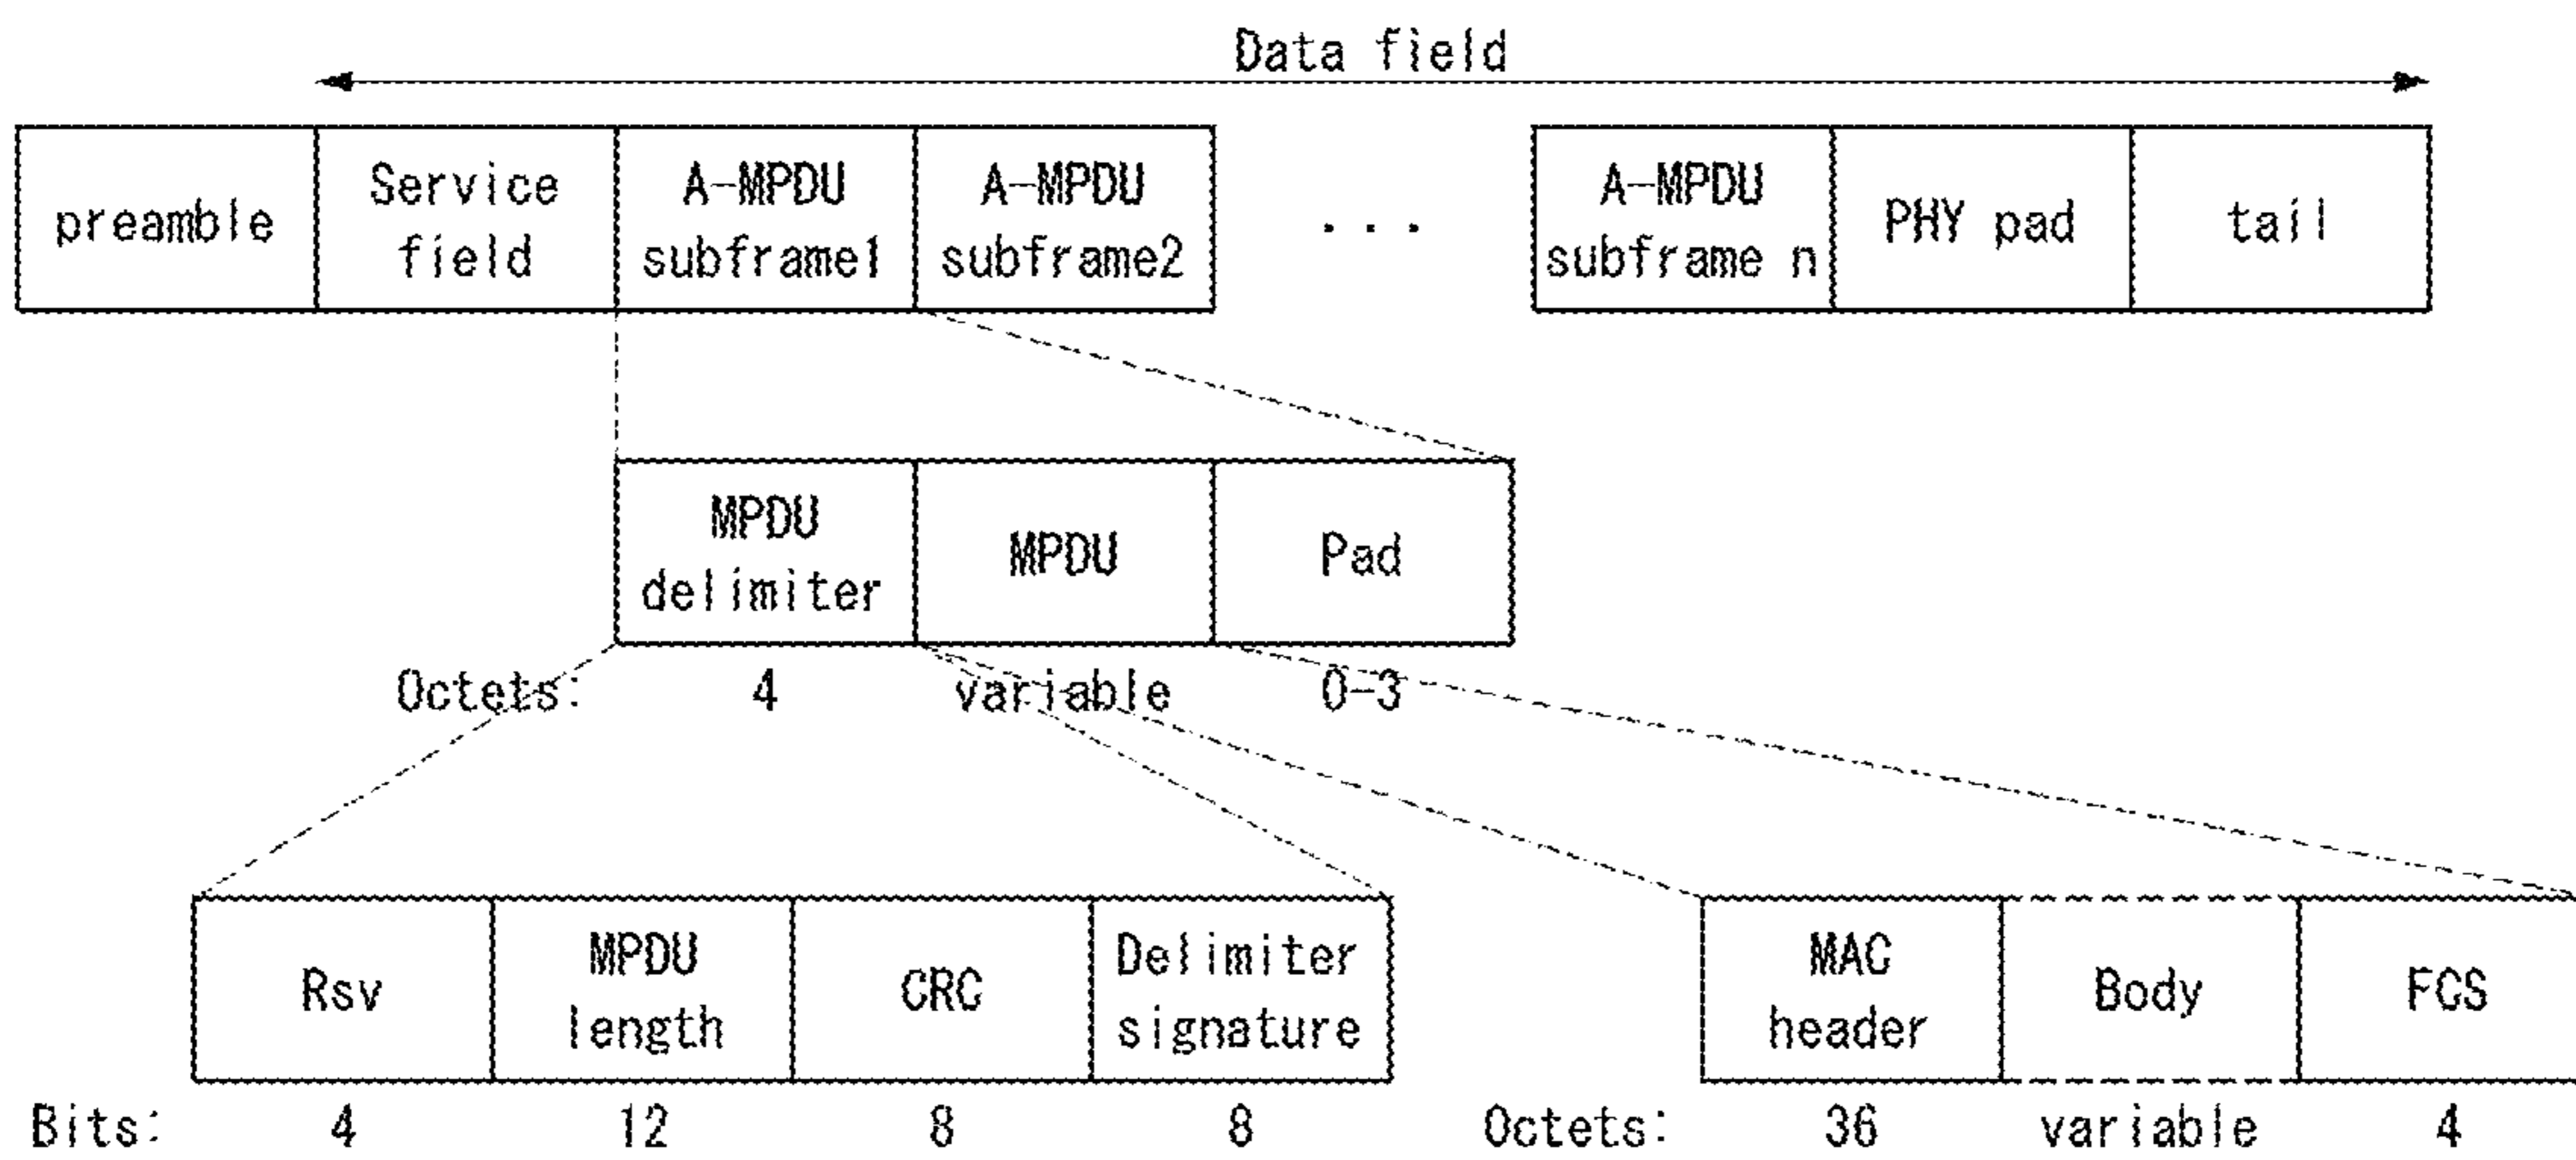 Data field
preamble
Service field
A-MPDU subframe1
A-MPDU subframe2
...
A-MPDU subframe n
PHY pad
tail
MPDU delimiter
MPDU
Pad
Octets: 4 variable 0-3
Rsv
MPDU length
CRC
Delimiter signature
MAC header
Body
FCS
Bits: 4 12 8 8
Octets: 36 variable 4